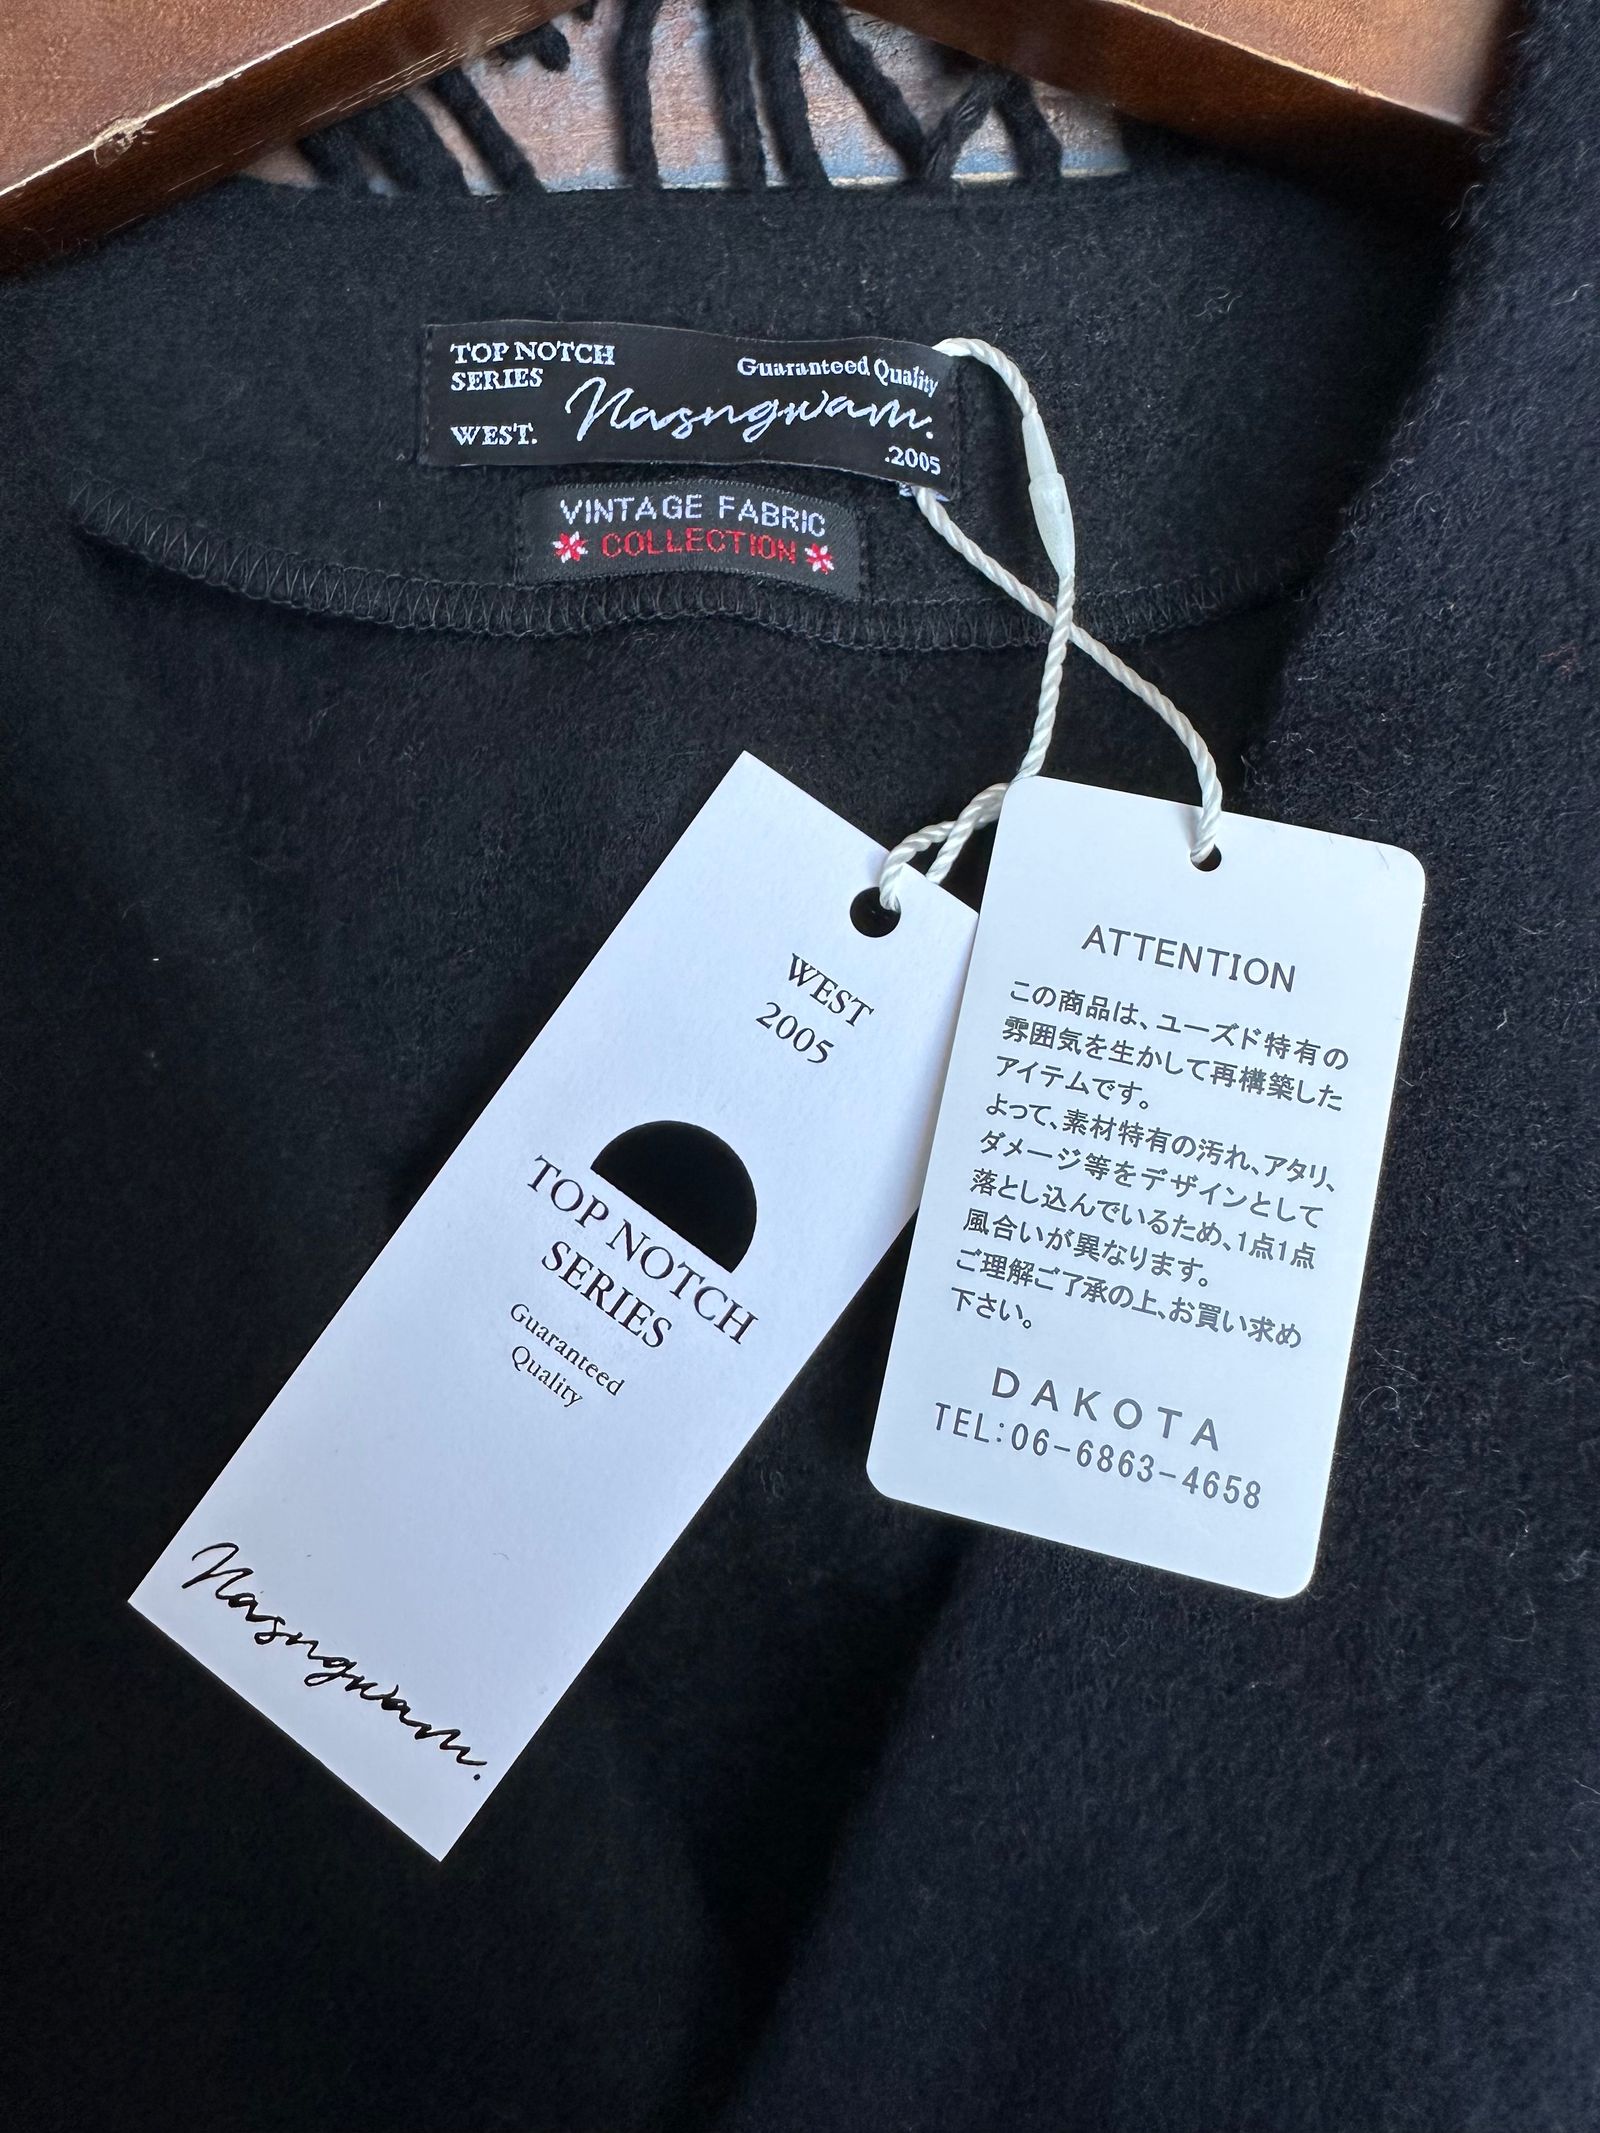 TOP NOTCH
SERIES
Guaranteed Quality
Nasngwam.
WEST.
.2005
VINTAGE FABRIC
COLLECTION
WEST
2005
TOP NOTCH
SERIES
Guaranteed
Quality
Nasngwam.
ATTENTION
この商品は、ユーズド特有の
雰囲気を生かして再構築した
アイテムです。
よって、素材特有の汚れ、アタリ、
ダメージ等をデザインとして
落とし込んでいるため、1点1点
風合いが異なります。
ご理解ご了承の上、お買い求め
下さい。
DAKOTA
TEL:06-6863-4658